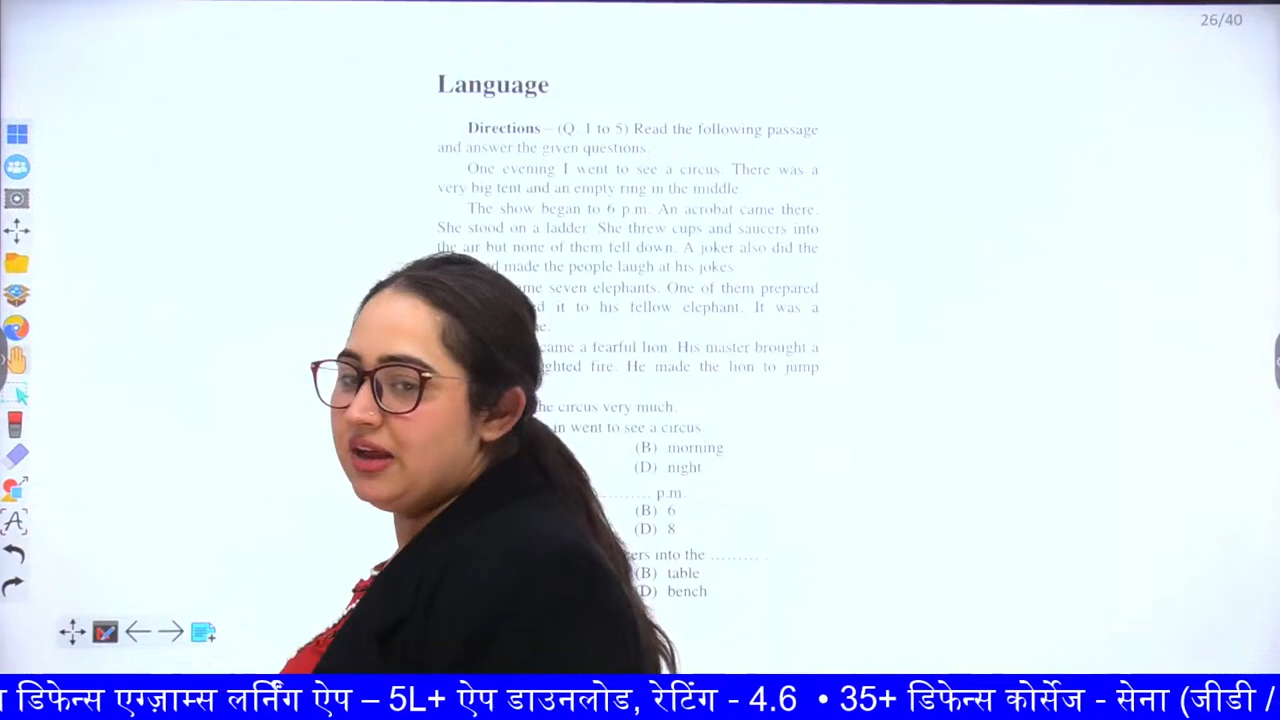 26/40
Language
Directions— (Q. 1 to 5) Read the following passage
and answer the given questions.
One evening I went to see a circus. There was a
very big tent and an empty ring in the middle
The show began to 6 p.m. An acrobat came there.
She stood on a ladder. She threw cups and saucers into
the air but none of them fell down. A joker also did the
made the people laugh at his jokes
seven elephants. One of them prepared
it to his fellow elephant. It was a
came a fearful lion. His master brought a
fire. He made the lion to jump
the circus very much.
in went to see a circus
(B) morning
(D) night
......... p.m.
(B) 6
(D) 8
into the ......... .
(B) table
(D) bench
डिफेन्स एग्ज़ाम्स लर्निंग ऐप – 5L+ ऐप डाउनलोड, रेटिंग - 4.6 • 35+ डिफेन्स कोर्सेज - सेना (जीडी /